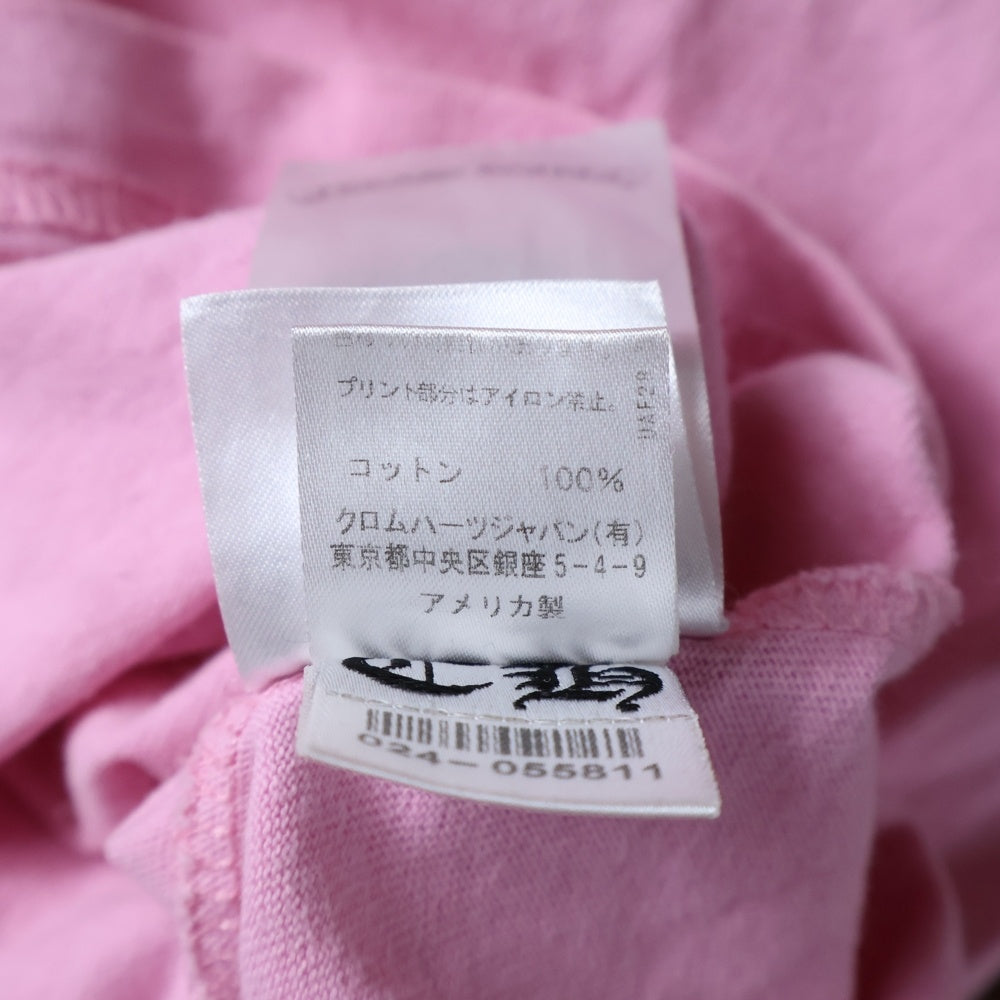 プリント部分はアイロン禁止。
UAF28
コットン 100%
クロムハーツジャパン(有)
東京都中央区銀座5-4-9
アメリカ製
024-055811